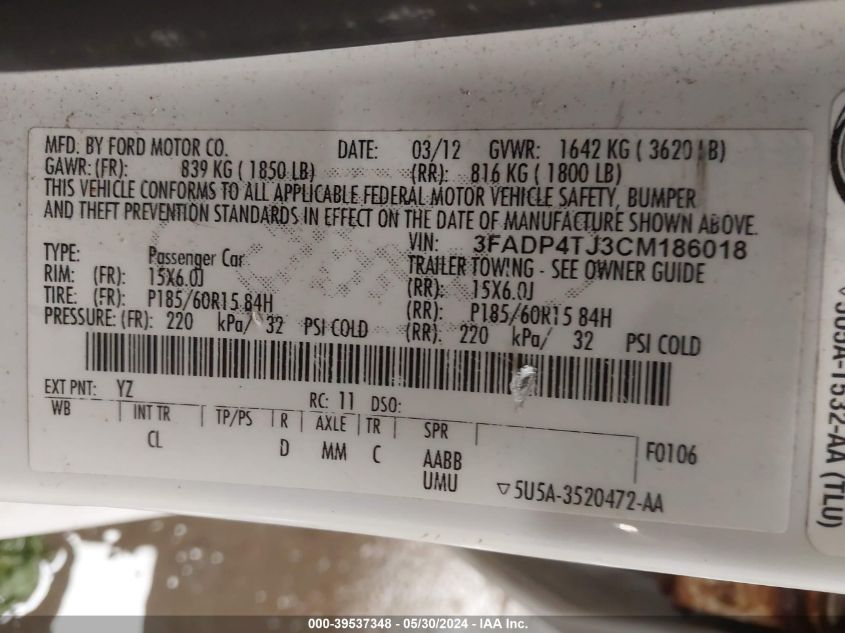 MFD. BY FORD MOTOR CO. DATE: 03/12 GVWR: 1642 KG ( 3620 LB)
GAWR: (FR): 839 KG ( 1850 LB) (RR): 816 KG ( 1800 LB)
THIS VEHICLE CONFORMS TO ALL APPLICABLE FEDERAL MOTOR VEHICLE SAFETY, BUMPER
AND THEFT PREVENTION STANDARDS IN EFFECT ON THE DATE OF MANUFACTURE SHOWN ABOVE.
VIN: 3FADP4TJ3CM186018
TYPE: Passenger Car TRAILER TOWING - SEE OWNER GUIDE
RIM: (FR): 15X6.0J (RR): 15X6.0J
TIRE: (FR): P185/60R15 84H (RR): P185/60R15 84H
PRESSURE: (FR): 220 kPa/ 32 PSI COLD (RR): 220 kPa/ 32 PSI COLD
EXT PNT: YZ RC: 11 DSO:
WB INT TR TP/PS R AXLE TR SPR
CL D MM C AABB F0106
UMU ▽5U5A-3520472-AA
A-1532-AA (TLU)
000-39537348 - 05/30/2024 - IAA Inc.